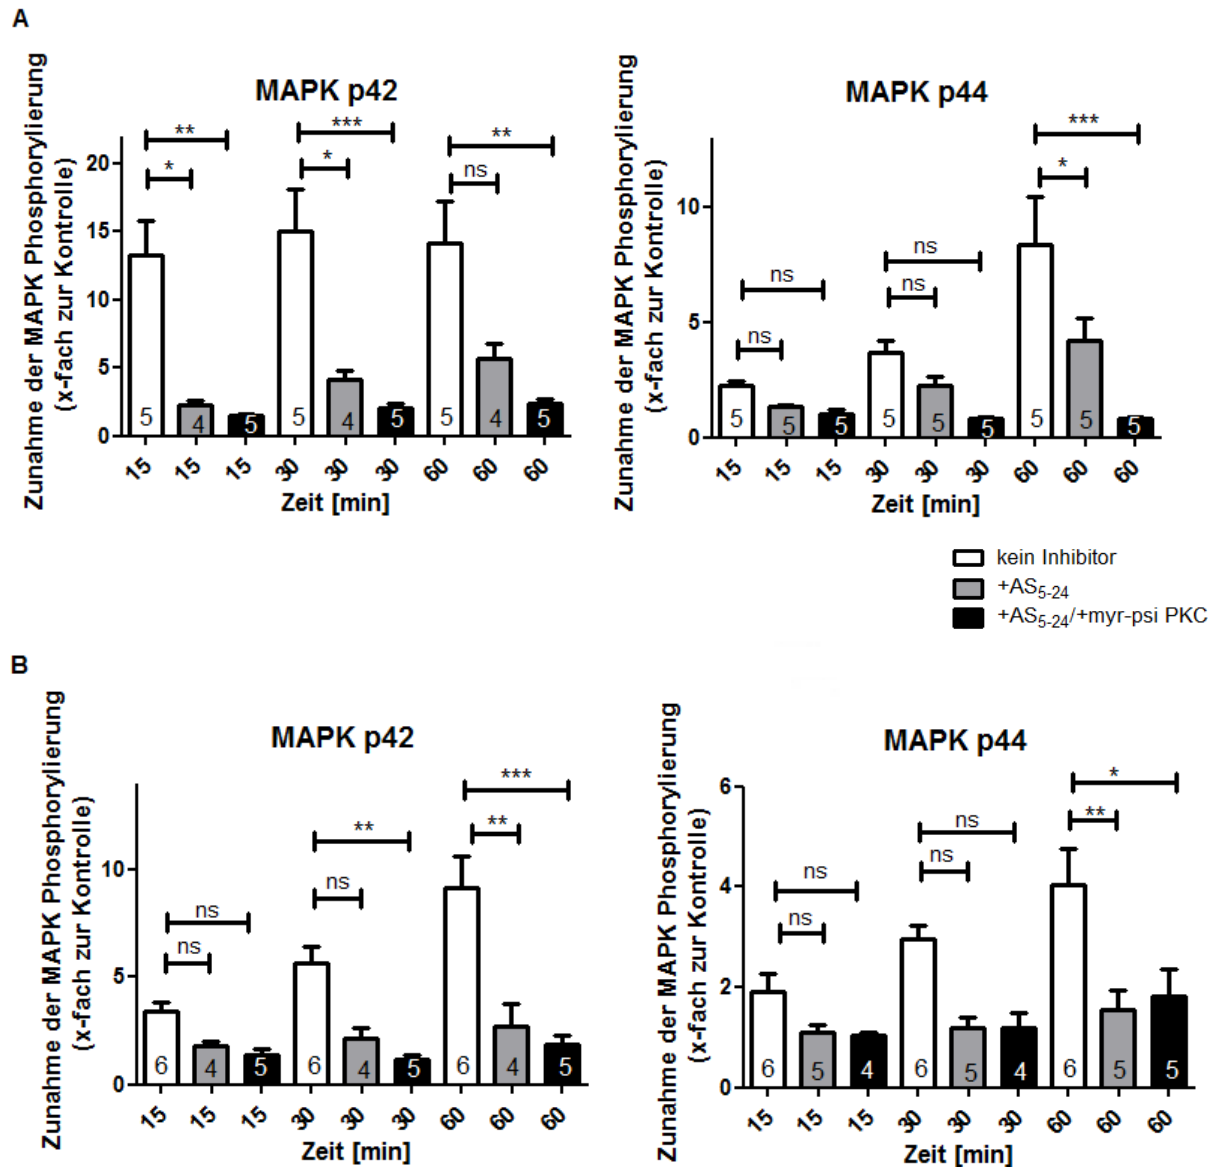 A
MAPK p42
Zunahme der MAPK Phosphorylierung
(x-fach zur Kontrolle)
** *** **
* * ns
20
15
10
5
0
5 4 5 5 4 5 5 4 5
15 15 15 30 30 30 60 60 60
Zeit [min]
MAPK p44
Zunahme der MAPK Phosphorylierung
(x-fach zur Kontrolle)
***
*
ns
ns
ns
ns
10
5
0
5 5 5 5 5 5 5 5 5
15 15 15 30 30 30 60 60 60
Zeit [min]
kein Inhibitor
+AS5-24
+AS5-24/+myr-psi PKC
B
MAPK p42
Zunahme der MAPK Phosphorylierung
(x-fach zur Kontrolle)
***
**
**
ns
ns
ns
10
5
0
6 4 5 6 4 5 6 4 5
15 15 15 30 30 30 60 60 60
Zeit [min]
MAPK p44
Zunahme der MAPK Phosphorylierung
(x-fach zur Kontrolle)
*
**
ns
ns
ns
ns
6
4
2
0
6 5 4 6 5 4 6 5 5
15 15 15 30 30 30 60 60 60
Zeit [min]